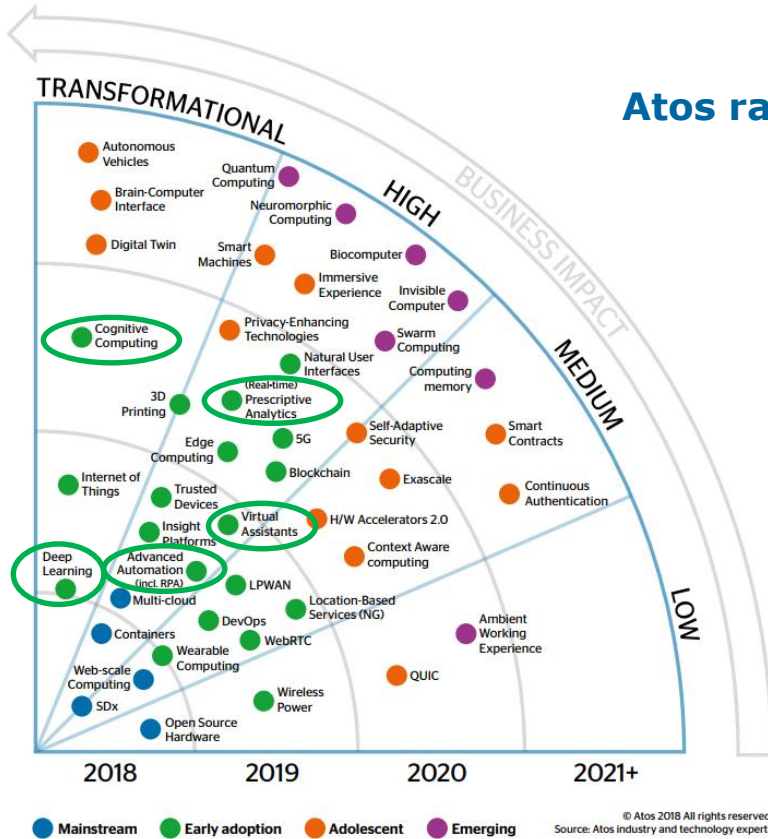 Atos ra
TRANSFORMATIONAL
HIGH
MEDIUM
LOW
BUSINESS IMPACT
Autonomous
Vehicles
Brain-Computer
Interface
Digital Twin
Quantum
Computing
Neuromorphic
Computing
Smart
Machines
Biocomputer
Immersive
Experience
Invisible
Computer
Cognitive
Computing
Privacy-Enhancing
Technologies
Swarm
Computing
Natural User
Interfaces
Computing
memory
3D
Printing
(Real-time)
Prescriptive
Analytics
Edge
Computing
5G
Self-Adaptive
Security
Smart
Contracts
Internet of
Things
Trusted
Devices
Blockchain
Exascale
Continuous
Authentication
Insight
Platforms
Virtual
Assistants
H/W Accelerators 2.0
Deep
Learning
Advanced
Automation
(incl. RPA)
Context Aware
computing
Multi-cloud
LPWAN
Location-Based
Services (NG)
Containers
DevOps
WebRTC
Ambient
Working
Experience
Wearable
Computing
Web-scale
Computing
QUIC
SDx
Wireless
Power
Open Source
Hardware
2018
2019
2020
2021+
Mainstream
Early adoption
Adolescent
Emerging
© Atos 2018 All rights reserved
Source: Atos industry and technology expert